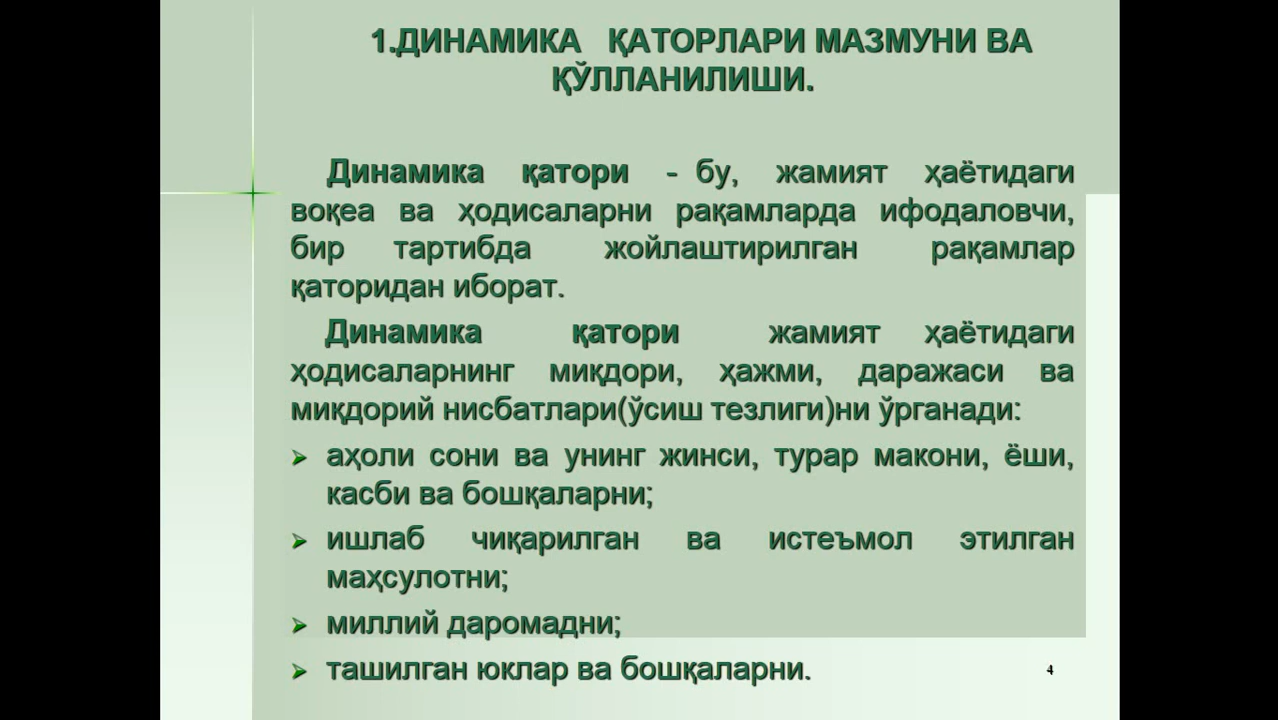 1.ДИНАМИКА ҚАТОРЛАРИ МАЗМУНИ ВА
ҚЎЛЛАНИЛИШИ.
Динамика қатори - бу, жамият ҳаётидаги
воқеа ва ҳодисаларни рақамларда ифодаловчи,
бир тартибда жойлаштирилган рақамлар
қаторидан иборат.
Динамика қатори жамият ҳаётидаги
ҳодисаларнинг миқдори, ҳажми, даражаси ва
миқдорий нисбатлари(ўсиш тезлиги)ни ўрганади:
➢ аҳоли сони ва унинг жинси, турар макони, ёши,
касби ва бошқаларни;
➢ ишлаб чиқарилган ва истеъмол этилган
маҳсулотни;
➢ миллий даромадни;
➢ ташилган юклар ва бошқаларни.
4